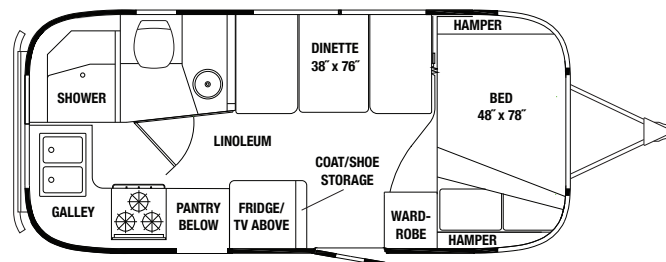 HAMPER
DINETTE
38˝ x 76˝
BED
48˝ x 78˝
SHOWER
LINOLEUM
COAT/SHOE
STORAGE
GALLEY
PANTRY
BELOW
FRIDGE/
TV ABOVE
WARD-
ROBE
HAMPER